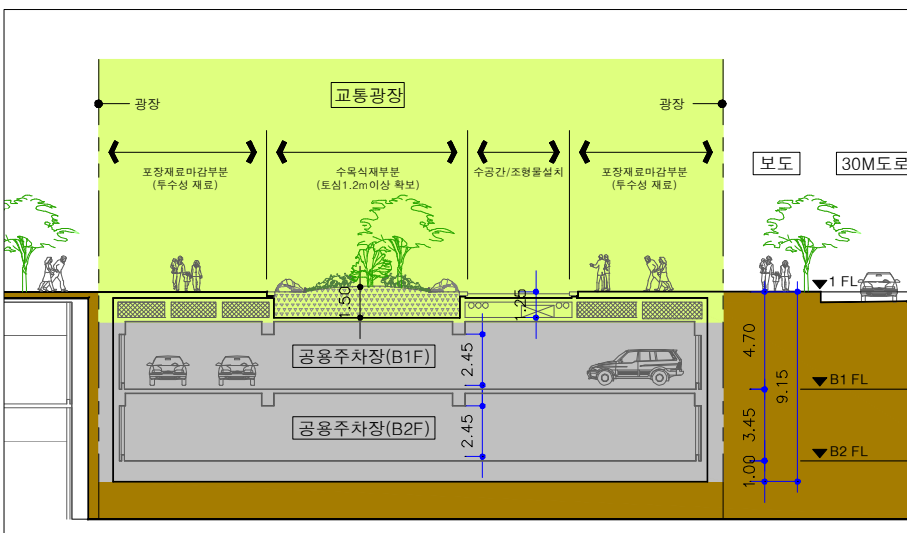 교통광장
광장
광장
포장재료마감부분
(투수성 재료)
수목식재부분
(토심1.2m이상 확보)
수공간/조형물설치
포장재료마감부분
(투수성 재료)
보도
30M도로
1 FL
1.50
1.25
공용주차장(B1F)
2.45
4.70
9.15
B1 FL
공용주차장(B2F)
2.45
3.45
B2 FL
1.00